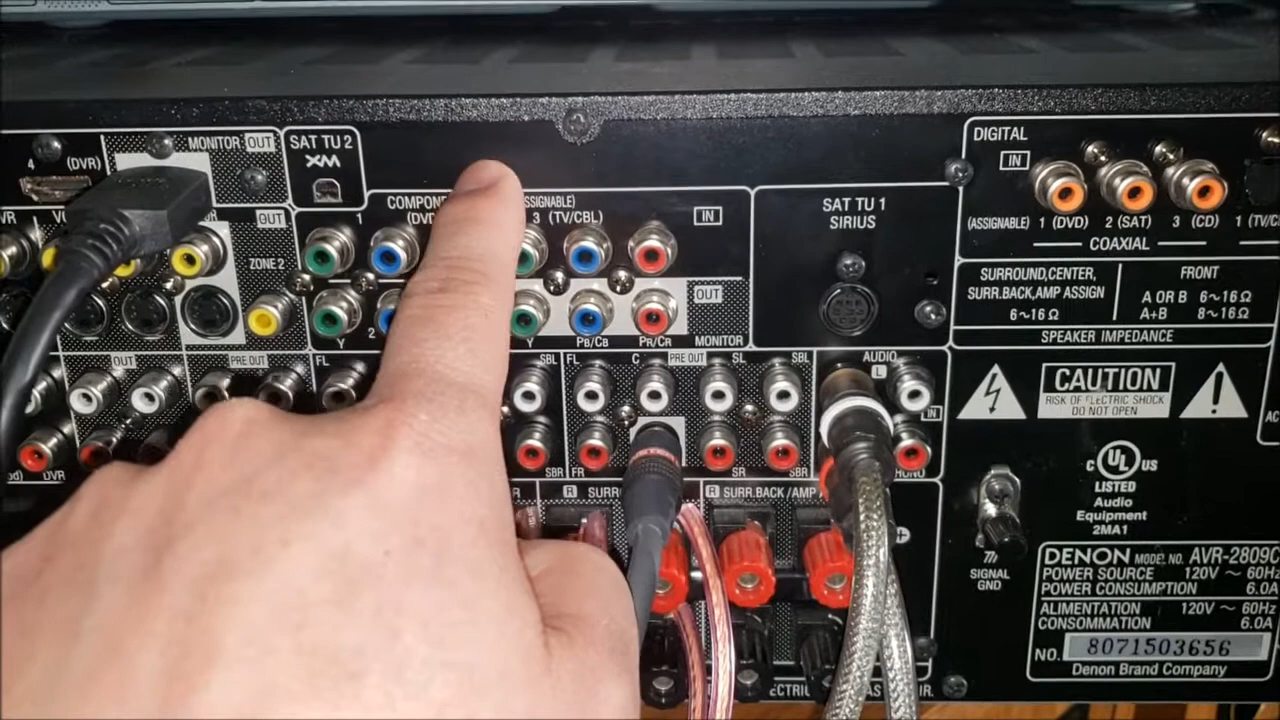 4 (DVR)
MONITOR OUT
SAT TU 2
XM
OUT
ZONE 2
1
2
(ASSIGNABLE)
3 (TV/CBL)
IN
Y
Y
PB/CB
PR/CR
OUT
MONITOR
SAT TU 1
SIRIUS
DIGITAL
IN
(ASSIGNABLE) 1 (DVD) 2 (SAT) 3 (CD)
COAXIAL
SURROUND,CENTER,
SURR.BACK,AMP ASSIGN
6~16Ω
FRONT
A OR B 6~16Ω
A+B 8~16Ω
SPEAKER IMPEDANCE
OUT
PRE OUT
FL
SBL
FL
C
PRE OUT
SL
SBL
AUDIO
L
IN
DVR
SBR
FR
SR
SBR
R
R SURR.BACK/AMP
CAUTION
RISK OF ELECTRIC SHOCK
DO NOT OPEN
C UL US
LISTED
Audio
Equipment
2MA1
SIGNAL
GND
DENON MODEL NO. AVR-2809C
POWER SOURCE 120V ~ 60Hz
POWER CONSUMPTION 6.0A
ALIMENTATION 120V ~ 60Hz
CONSOMMATION 6.0A
NO. 8071503656
Denon Brand Company